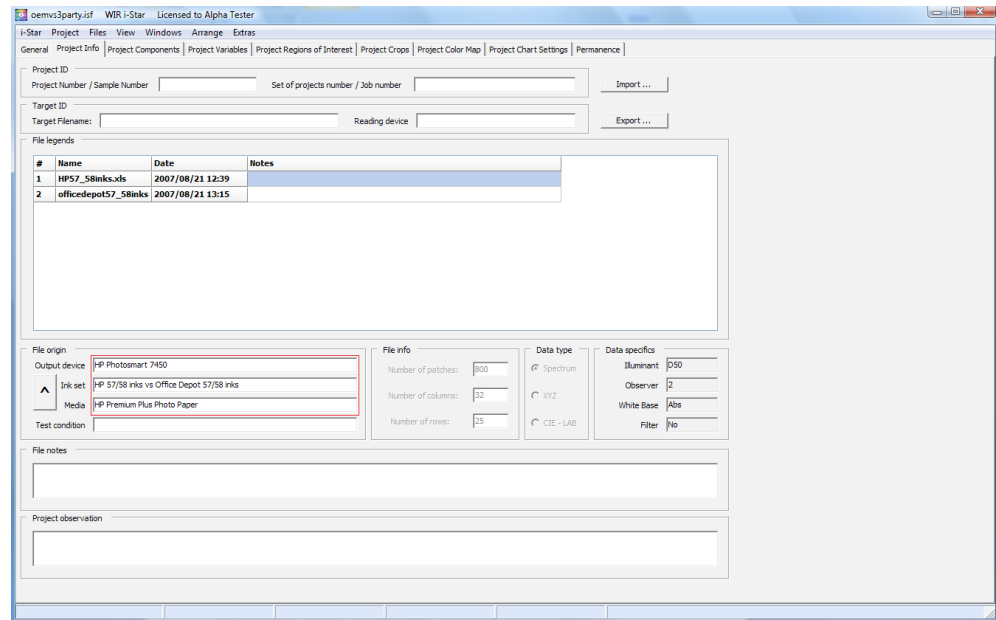 oemvs3party.isf WIR i-Star Licensed to Alpha Tester
i-Star Project Files View Windows Arrange Extras
General Project Info Project Components Project Variables Project Regions of Interest Project Crops Project Color Map Project Chart Settings Permanence
Project ID
Project Number / Sample Number Set of projects number / Job number Import ...
Target ID
Target Filename: Reading device Export ...
File legends
# Name Date Notes
1 HP57_58inks.xls 2007/08/21 12:39
2 officedepot57_58inks 2007/08/21 13:15
File origin File info Data type Data specifics
Output device HP Photosmart 7450 Number of patches: 800 Spectrum Illuminant D50
^ Ink set HP 57/58 inks vs Office Depot 57/58 inks Observer 2
Number of columns: 32 XYZ
Media HP Premium Plus Photo Paper White Base Abs
Test condition Number of rows: 25 CIE - LAB Filter No
File notes
Project observation